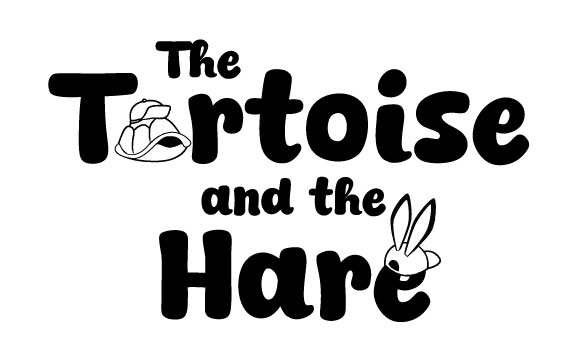 The
Tortoise
and the
Hare